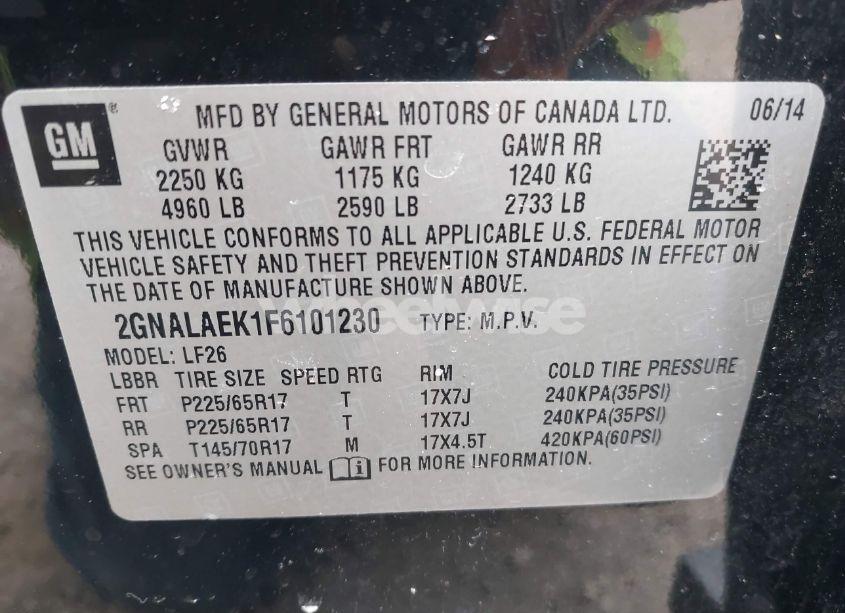 GM ®
MFD BY GENERAL MOTORS OF CANADA LTD. 06/14
GVWR GAWR FRT GAWR RR
2250 KG 1175 KG 1240 KG
4960 LB 2590 LB 2733 LB
THIS VEHICLE CONFORMS TO ALL APPLICABLE U.S. FEDERAL MOTOR
VEHICLE SAFETY AND THEFT PREVENTION STANDARDS IN EFFECT ON
THE DATE OF MANUFACTURE SHOWN ABOVE.
2GNALAEK1F6101230 TYPE: M.P.V.
MODEL: LF26
LBBR TIRE SIZE SPEED RTG RIM COLD TIRE PRESSURE
FRT P225/65R17 T 17X7J 240KPA(35PSI)
RR P225/65R17 T 17X7J 240KPA(35PSI)
SPA T145/70R17 M 17X4.5T 420KPA(60PSI)
SEE OWNER'S MANUAL FOR MORE INFORMATION.